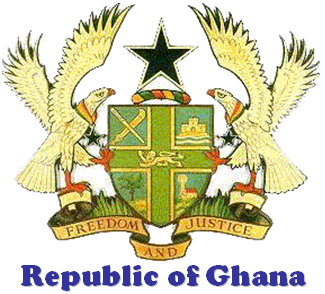 FREEDOM AND JUSTICE
Republic of Ghana